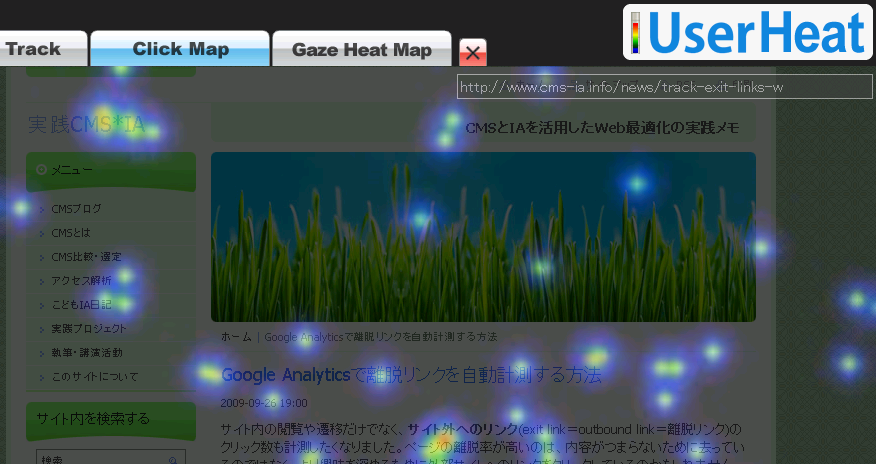 Track
Click Map
Gaze Heat Map
UserHeat
http://www.cms-ia.info/news/track-exit-links-w
実践CMS*IA
CMSとIAを活用したWeb最適化の実践メモ
メニュー
CMSブログ
CMSとは
CMS比較・選定
アクセス解析
こどもIA日記
実践プロジェクト
執筆・講演活動
このサイトについて
サイト内を検索する
検索
ホーム | Google Analyticsで離脱リンクを自動計測する方法
Google Analyticsで離脱リンクを自動計測する方法
2009-09-26 19:00
サイト内の閲覧や遷移だけでなく、サイト外へのリンク(exit link＝outbound link＝離脱リンク)の
クリック数も計測したくなりました。ページの離脱率が高いのは、内容がつまらないために去ってい